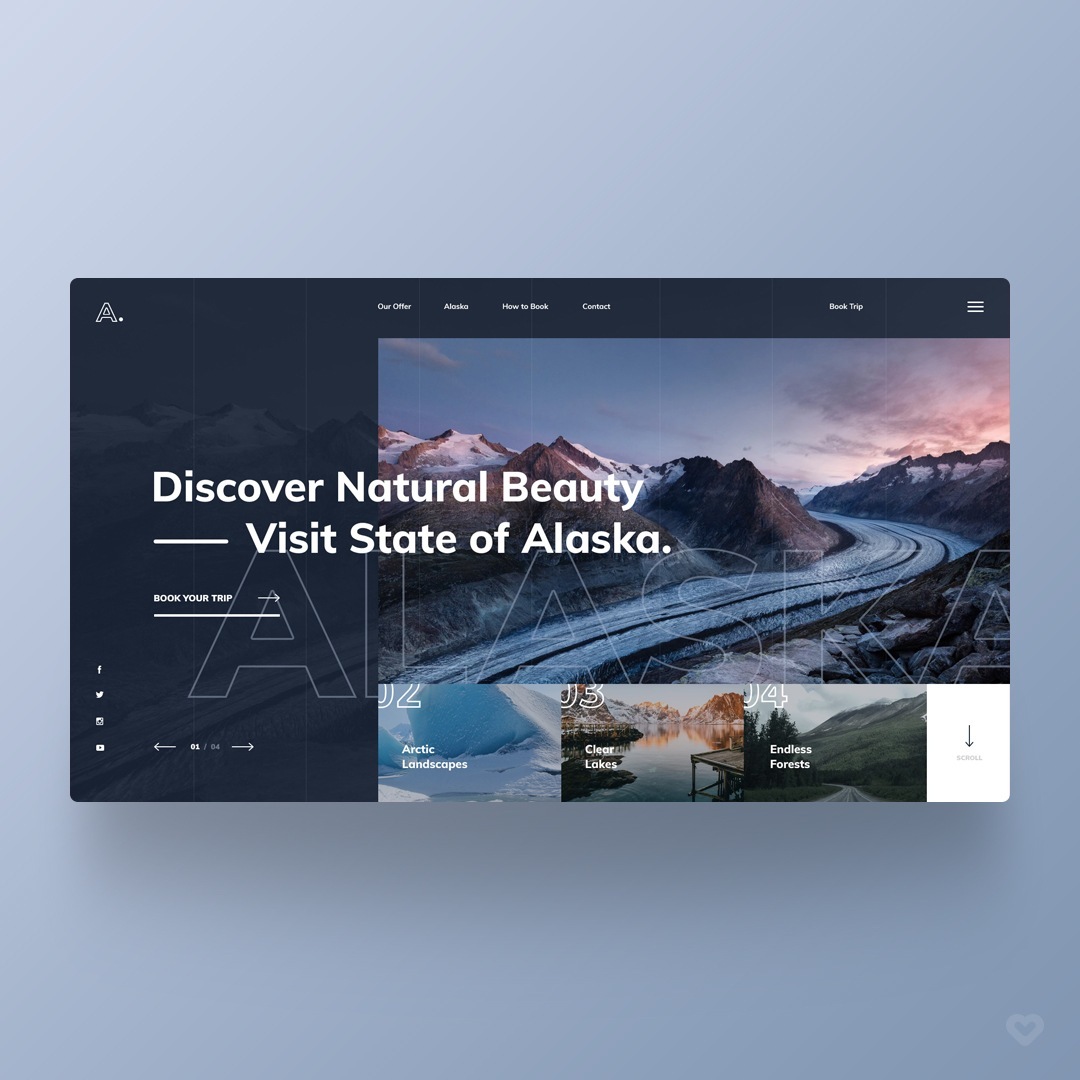 A.
Our Offer
Alaska
How to Book
Contact
Book Trip
Discover Natural Beauty
Visit State of Alaska.
ALASKA
BOOK YOUR TRIP
01 / 04
02
Arctic
Landscapes
03
Clear
Lakes
04
Endless
Forests
SCROLL